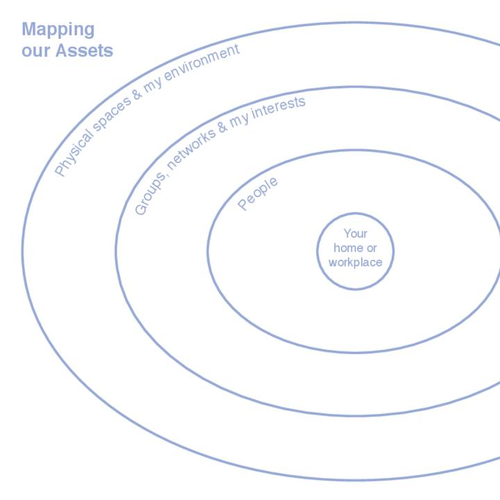 Mapping
our Assets
Physical spaces & my environment
Groups, networks & my interests
People
Your
home or
workplace